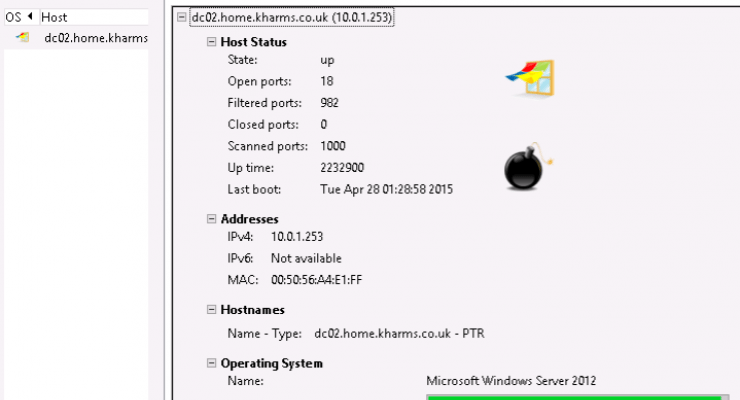 OS Host
dc02.home.kharms
dc02.home.kharms.co.uk (10.0.1.253)
Host Status
State: up
Open ports: 18
Filtered ports: 982
Closed ports: 0
Scanned ports: 1000
Up time: 2232900
Last boot: Tue Apr 28 01:28:58 2015
Addresses
IPv4: 10.0.1.253
IPv6: Not available
MAC: 00:50:56:A4:E1:FF
Hostnames
Name - Type: dc02.home.kharms.co.uk - PTR
Operating System
Name: Microsoft Windows Server 2012